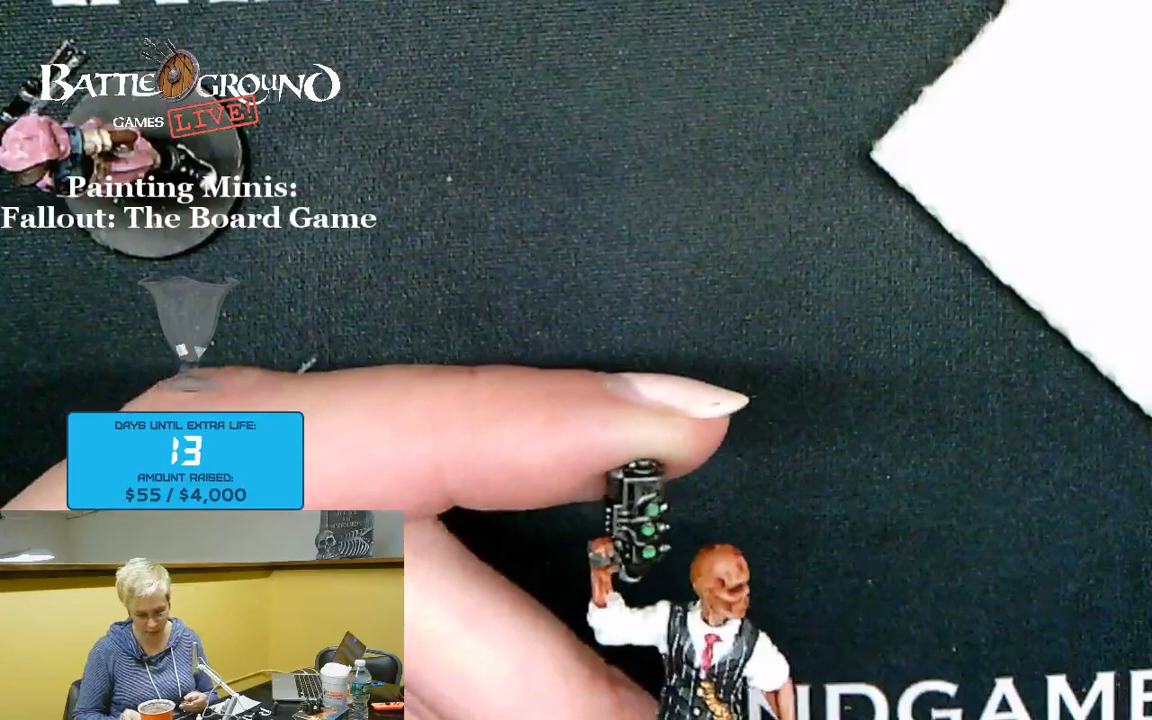 BATTLEGROUND
GAMES LIVE!
Painting Minis:
Fallout: The Board Game
DAYS UNTIL EXTRA LIFE:
13
AMOUNT RAISED:
$55 / $4,000
NDGAME